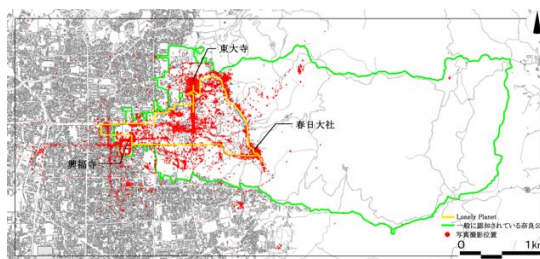 東大寺
春日大社
興福寺
Lonely Planet
一般に認知されている奈良公
写真撮影位置
0 1km